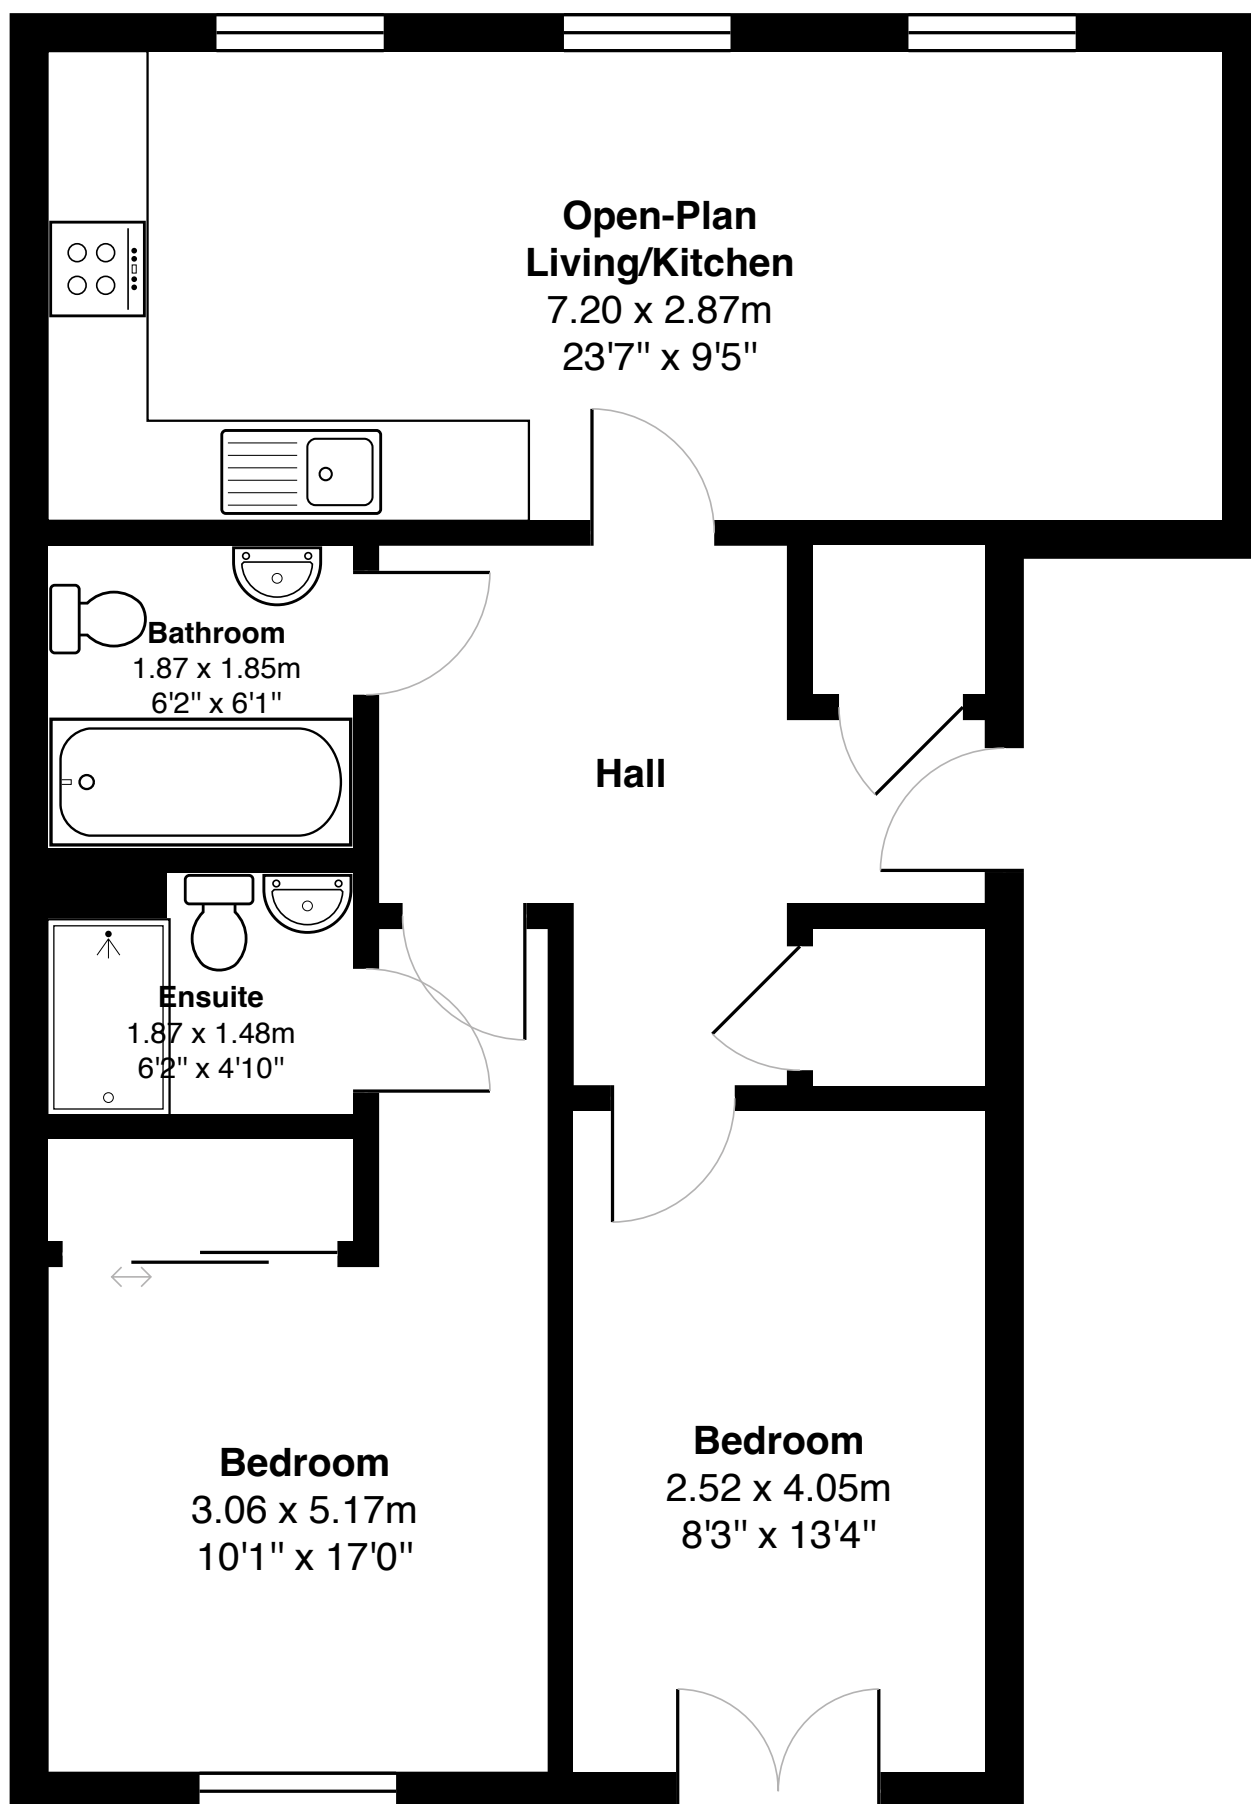 Open-Plan
Living/Kitchen
7.20 x 2.87m
23'7" x 9'5"
Bathroom
1.87 x 1.85m
6'2" x 6'1"
Hall
Ensuite
1.87 x 1.48m
6'2" x 4'10"
Bedroom
3.06 x 5.17m
10'1" x 17'0"
Bedroom
2.52 x 4.05m
8'3" x 13'4"